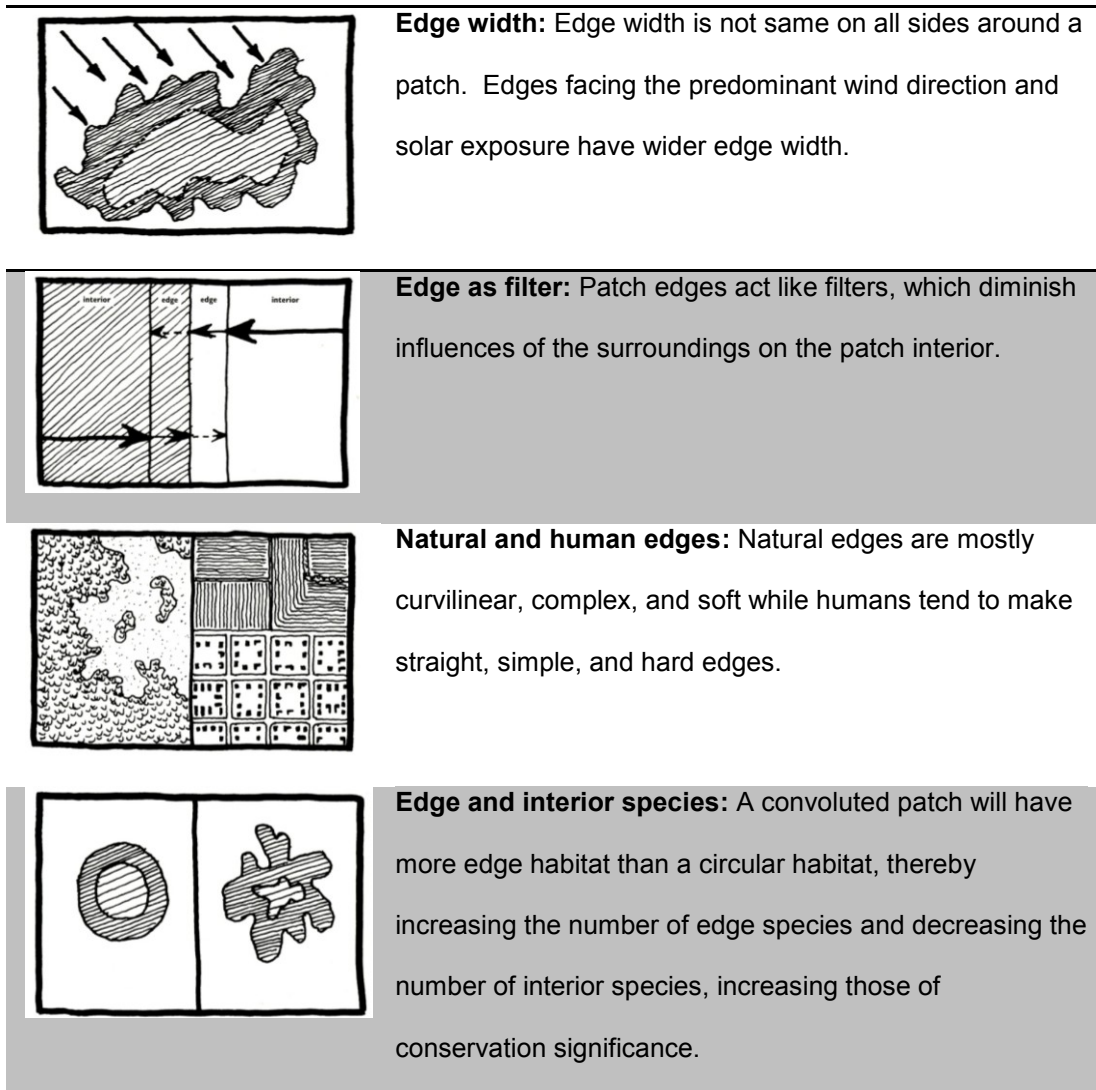 Edge width: Edge width is not same on all sides around a
patch.  Edges facing the predominant wind direction and
solar exposure have wider edge width.
interior edge edge interior
Edge as filter: Patch edges act like filters, which diminish
influences of the surroundings on the patch interior.
Natural and human edges: Natural edges are mostly
curvilinear, complex, and soft while humans tend to make
straight, simple, and hard edges.
Edge and interior species: A convoluted patch will have
more edge habitat than a circular habitat, thereby
increasing the number of edge species and decreasing the
number of interior species, increasing those of
conservation significance.